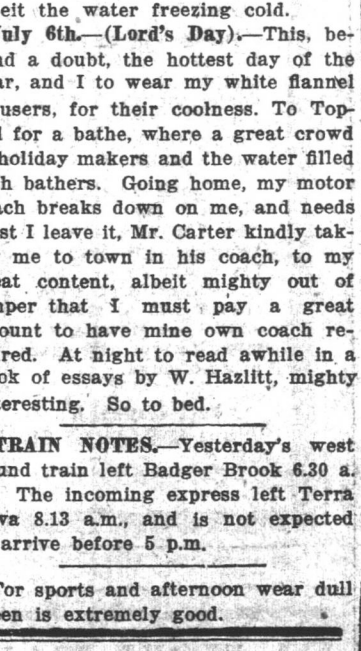 eit the water freezing cold.
uly 6th.—(Lord's Day).—This, be-
d a doubt, the hottest day of the
ar, and I to wear my white flannel
users, for their coolness. To Top-
l for a bathe, where a great crowd
holiday makers and the water filled
h bathers. Going home, my motor
ach breaks down on me, and needs
st I leave it, Mr. Carter kindly tak-
me to town in his coach, to my
eat content, albeit mighty out of
mper that I must pay a great
ount to have mine own coach re-
red. At night to read awhile in a
ok of essays by W. Hazlitt, mighty
teresting. So to bed.
TRAIN NOTES.—Yesterday's west
und train left Badger Brook 6.30 a.
The incoming express left Terra
va 8.13 a.m., and is not expected
arrive before 5 p.m.
For sports and afternoon wear dull
een is extremely good.